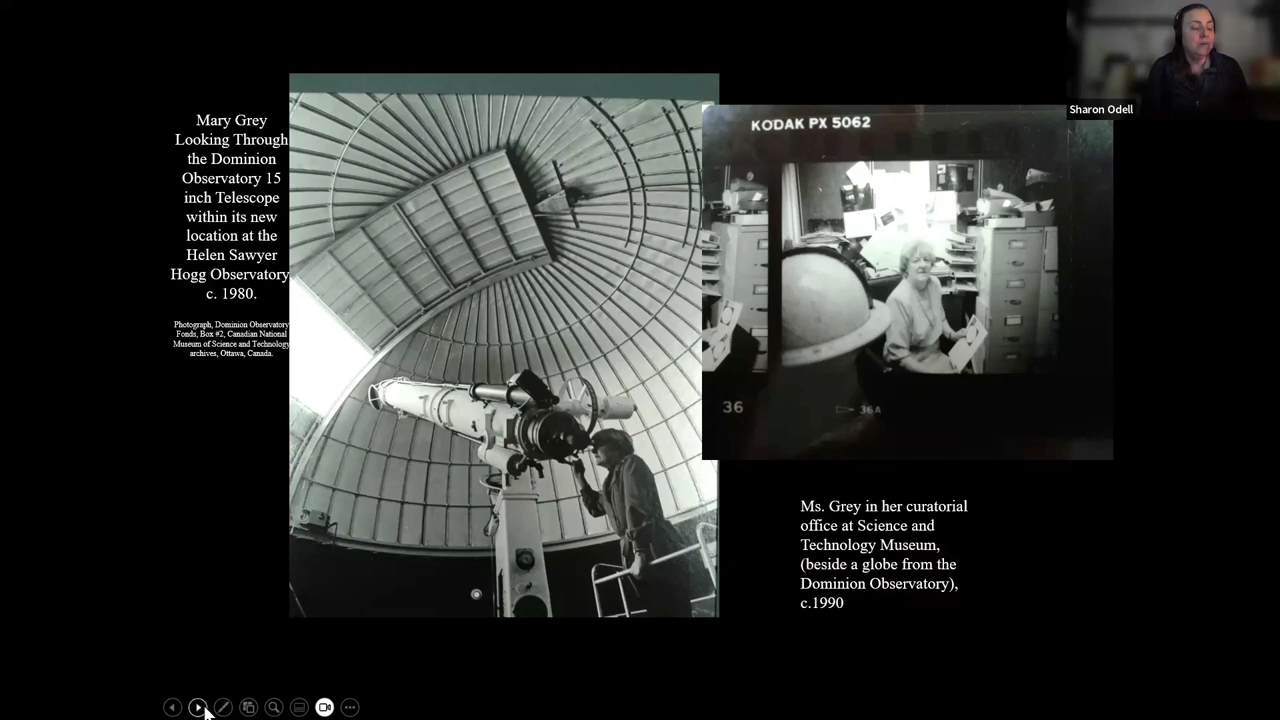 Mary Grey
Looking Through
the Dominion
Observatory 15
inch Telescope
within its new
location at the
Helen Sawyer
Hogg Observatory
c. 1980.
Photograph, Dominion Observatory
Fonds, Box #2, Canadian National
Museum of Science and Technology
archives, Ottawa, Canada.
KODAK PX 5062
36
36A
Ms. Grey in her curatorial
office at Science and
Technology Museum,
(beside a globe from the
Dominion Observatory),
c.1990
Sharon Odell